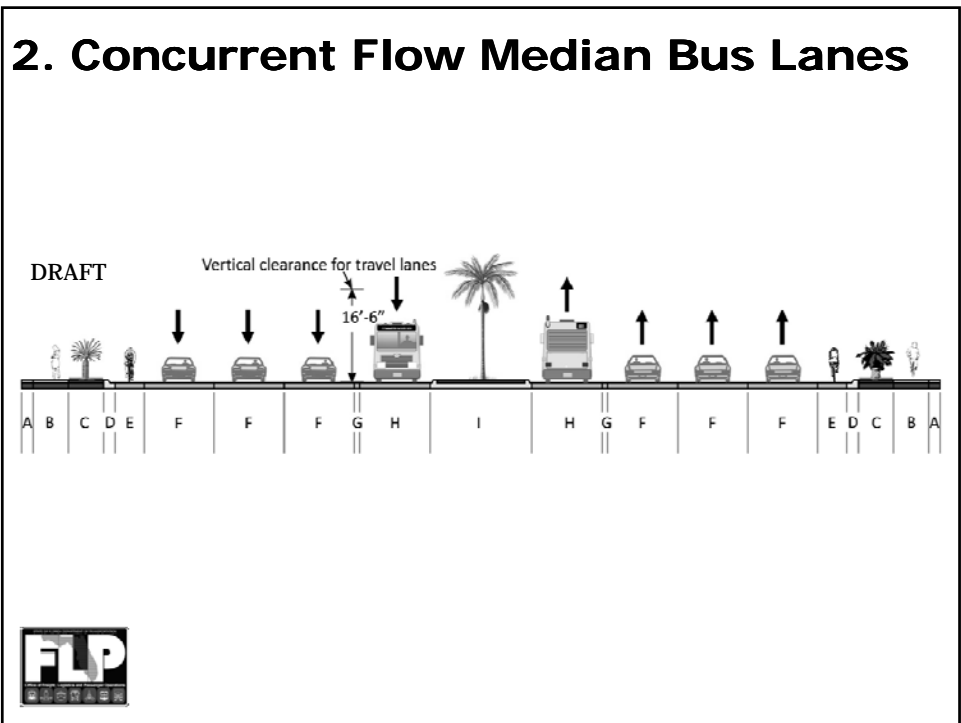 2. Concurrent Flow Median Bus Lanes
DRAFT
Vertical clearance for travel lanes
16'-6"
A B C D E F F F G H I H G F F F E D C B A
FLP